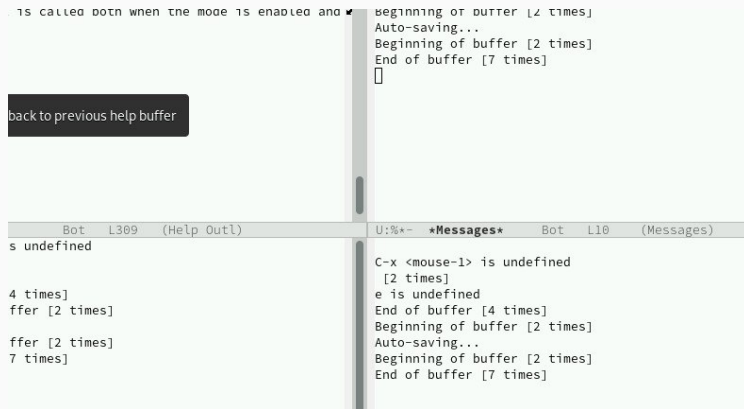 is called both when the mode is enabled and
back to previous help buffer
Bot L309 (Help Outl)
s undefined
4 times]
ffer [2 times]
ffer [2 times]
7 times]
Beginning of buffer [2 times]
Auto-saving...
Beginning of buffer [2 times]
End of buffer [7 times]
U:%*- *Messages* Bot L10 (Messages)
C-x <mouse-1> is undefined
[2 times]
e is undefined
End of buffer [4 times]
Beginning of buffer [2 times]
Auto-saving...
Beginning of buffer [2 times]
End of buffer [7 times]